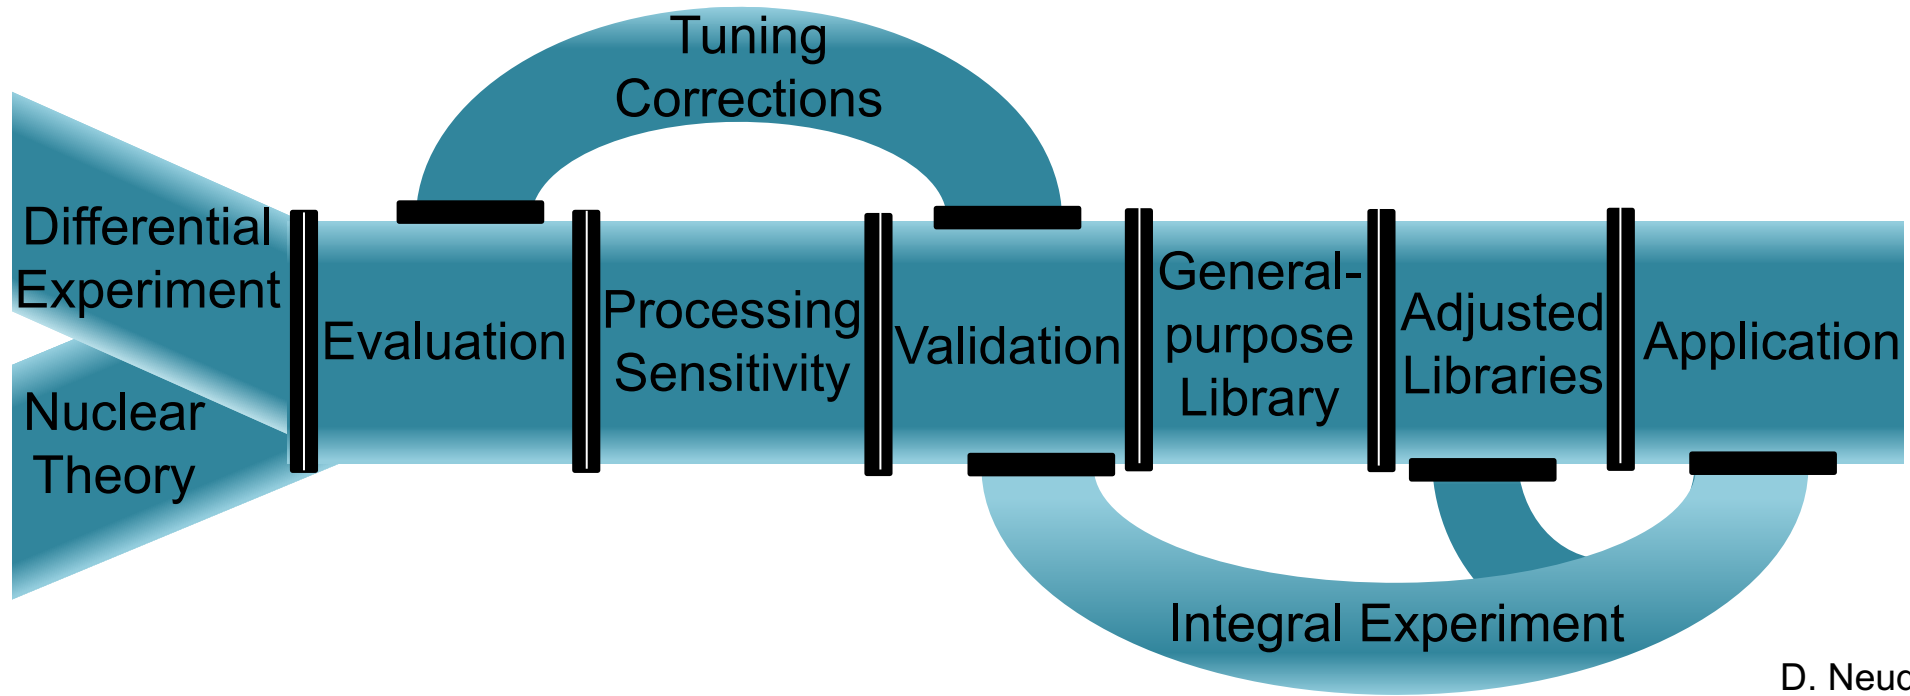 Tuning
Corrections
Differential
Experiment
Nuclear
Theory
Evaluation
Processing
Sensitivity
Validation
General-
purpose
Library
Adjusted
Libraries
Application
Integral Experiment
D.